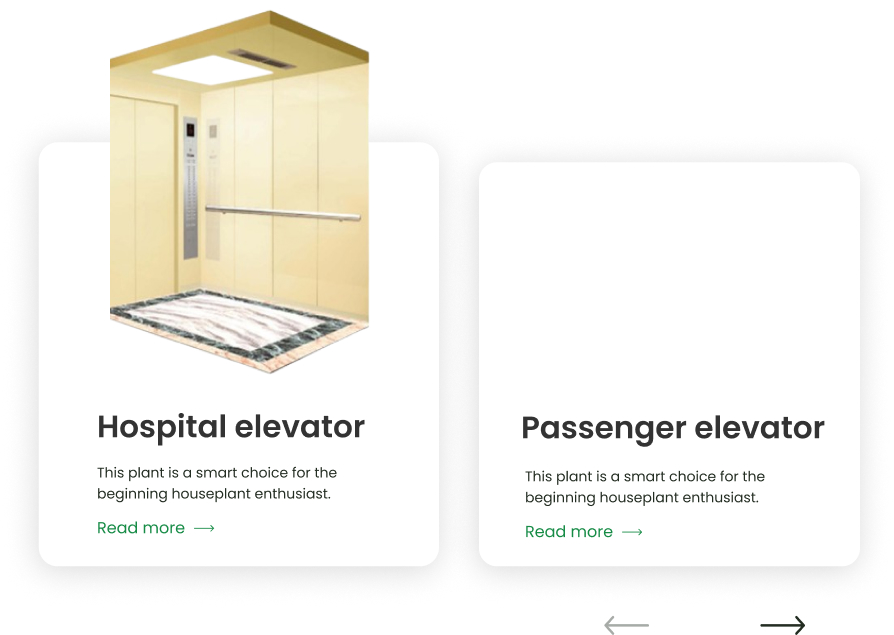 Hospital elevator
This plant is a smart choice for the
beginning houseplant enthusiast.
Read more
Passenger elevator
This plant is a smart choice for the
beginning houseplant enthusiast.
Read more